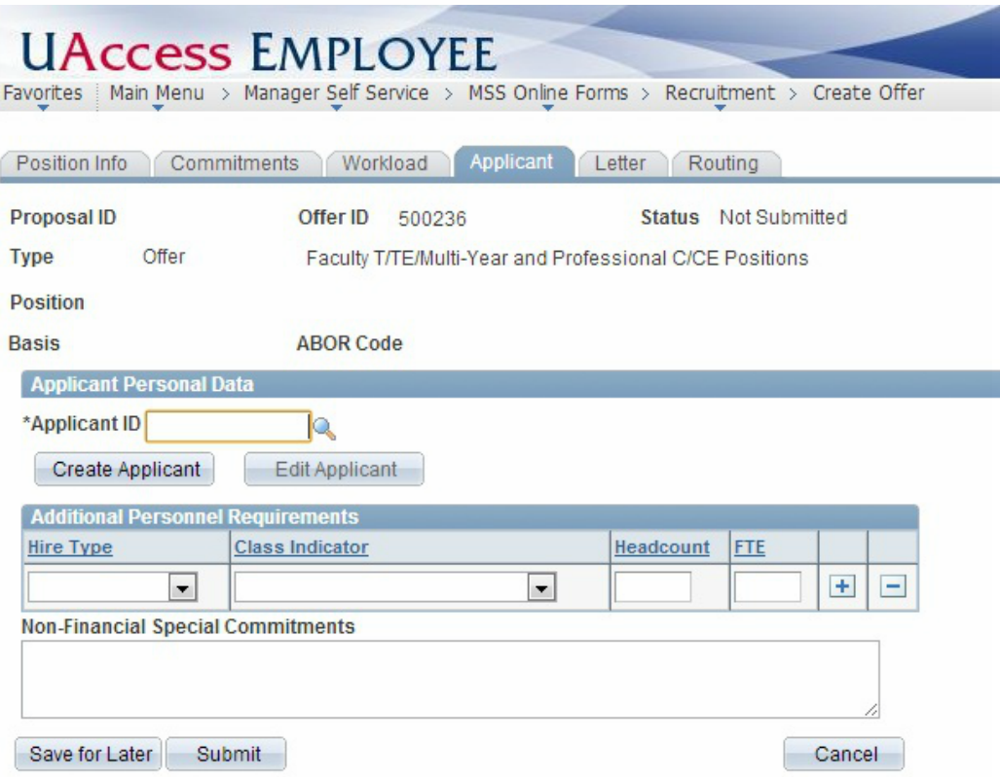 UAccess EMPLOYEE
Favorites Main Menu > Manager Self Service > MSS Online Forms > Recruitment > Create Offer
Position Info Commitments Workload Applicant Letter Routing
Proposal ID Offer ID 500236 Status Not Submitted
Type Offer Faculty T/TE/Multi-Year and Professional C/CE Positions
Position
Basis ABOR Code
Applicant Personal Data
*Applicant ID
Create Applicant Edit Applicant
Additional Personnel Requirements
Hire Type Class Indicator Headcount FTE
Non-Financial Special Commitments
Save for Later Submit Cancel